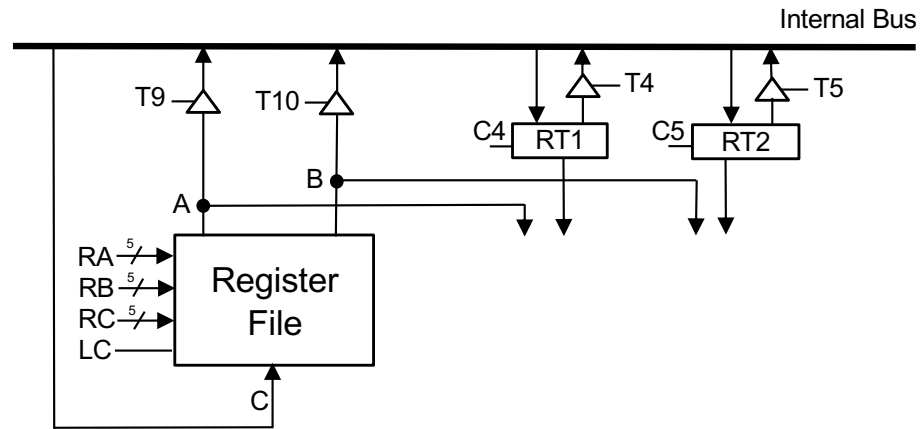 Internal Bus
T9
T10
T4
T5
C4
RT1
C5
RT2
B
A
RA
5
RB
5
RC
5
LC
Register
File
C